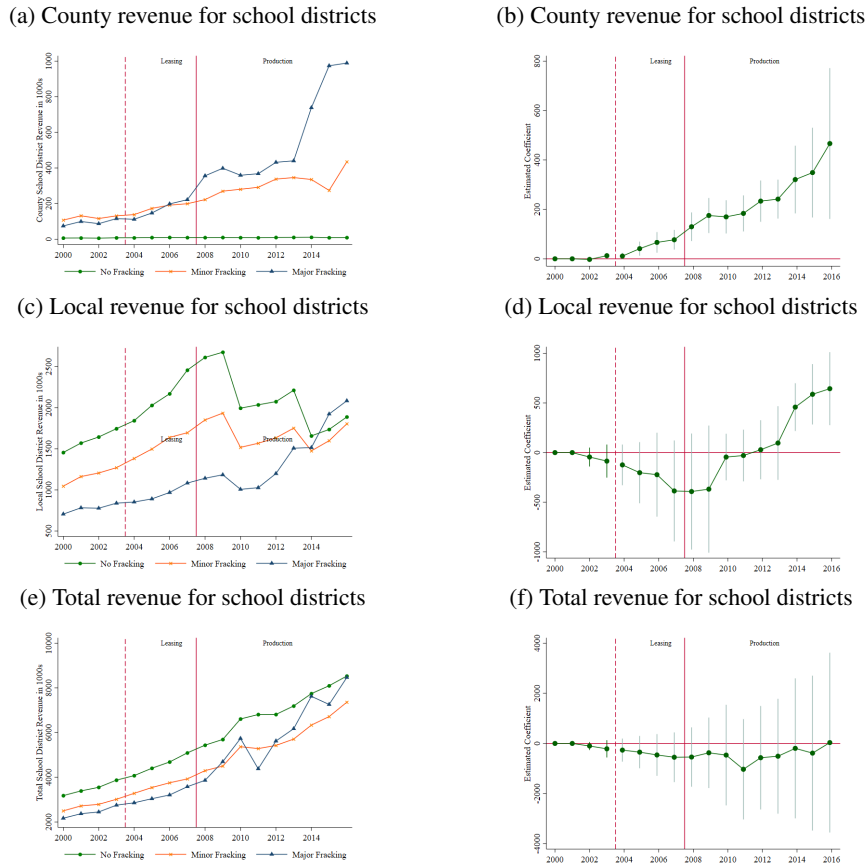 (a) County revenue for school districts
County School District Revenue in 1000s
1000
800
600
400
200
0
Leasing
Production
2000 2002 2004 2006 2008 2010 2012 2014
No Fracking Minor Fracking Major Fracking
(b) County revenue for school districts
Estimated Coefficient
800
600
400
200
0
Leasing
Production
2000 2002 2004 2006 2008 2010 2012 2014 2016
(c) Local revenue for school districts
Local School District Revenue in 1000s
2500
2000
1500
1000
500
Leasing
Production
2000 2002 2004 2006 2008 2010 2012 2014
No Fracking Minor Fracking Major Fracking
(d) Local revenue for school districts
Estimated Coefficient
1000
500
0
-500
-1000
2000 2002 2004 2006 2008 2010 2012 2014 2016
(e) Total revenue for school districts
Total School District Revenue in 1000s
10000
8000
6000
4000
2000
Leasing
Production
2000 2002 2004 2006 2008 2010 2012 2014
No Fracking Minor Fracking Major Fracking
(f) Total revenue for school districts
Estimated Coefficient
4000
2000
0
-2000
-4000
Leasing
Production
2000 2002 2004 2006 2008 2010 2012 2014 2016